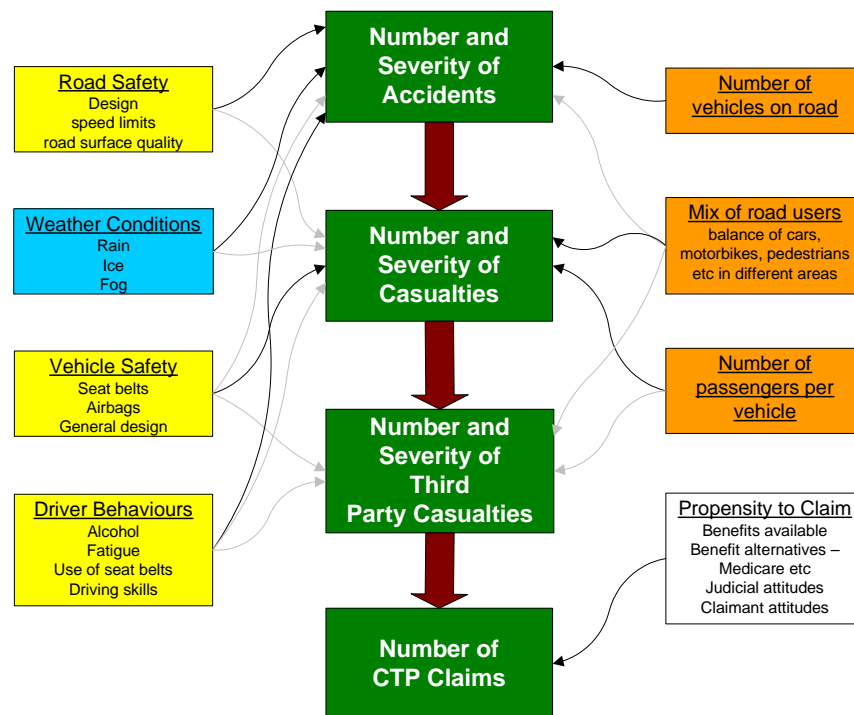 Number and
Severity of
Accidents
Road Safety
Design
speed limits
road surface quality
Number of
vehicles on road
Weather Conditions
Rain
Ice
Fog
Number and
Severity of
Casualties
Mix of road users
balance of cars,
motorbikes, pedestrians
etc in different areas
Vehicle Safety
Seat belts
Airbags
General design
Number of
passengers per
vehicle
Number and
Severity of
Third
Party Casualties
Driver Behaviours
Alcohol
Fatigue
Use of seat belts
Driving skills
Propensity to Claim
Benefits available
Benefit alternatives –
Medicare etc
Judicial attitudes
Claimant attitudes
Number of
CTP Claims